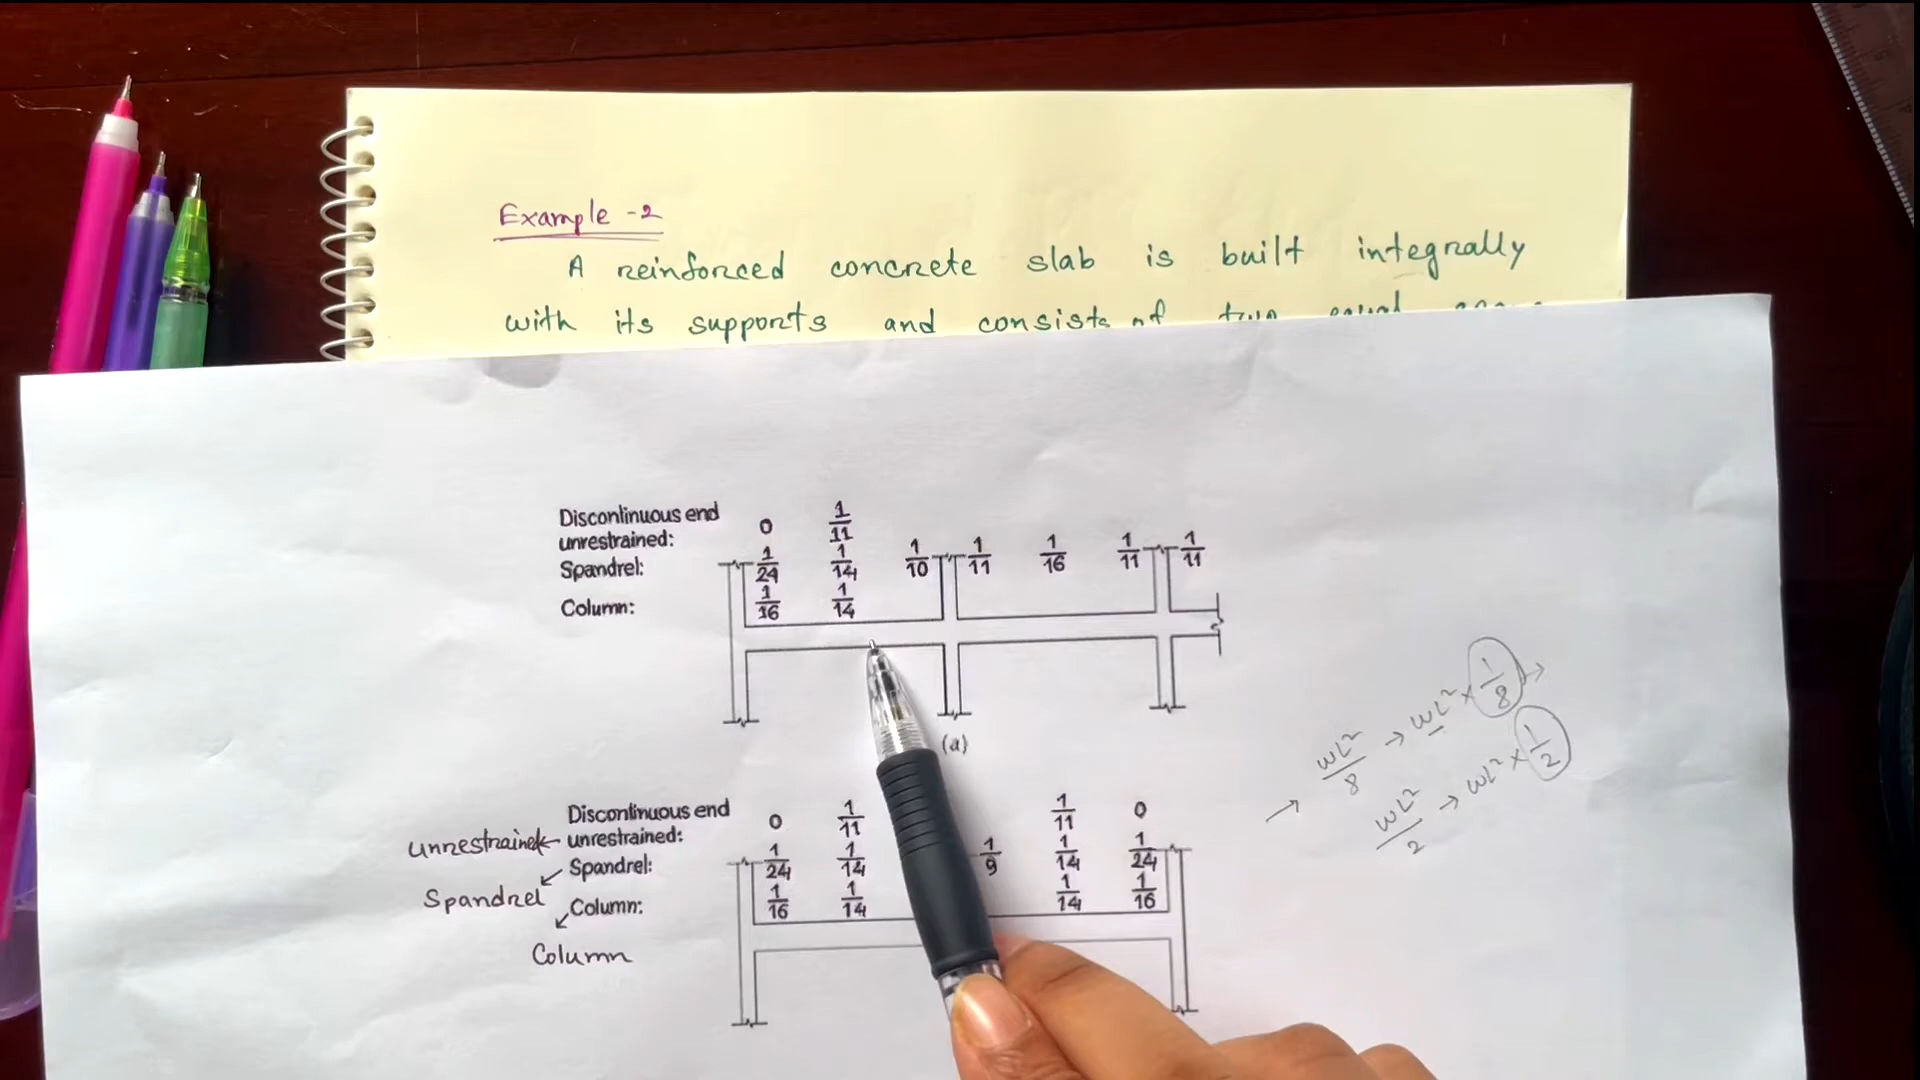 Example -2
A reinforced concrete slab is built integrally
with its supports and consists of two equal
Discontinuous end
unrestrained: 0 1/11
Spandrel: 1/24 1/14 1/10 1/11 1/16 1/11 1/11
Column: 1/16 1/14
(a)
wL²/8 → wL² × 1/8 →
→ wL²/2 → wL² × 1/2
Discontinuous end
unrestrained ← unrestrained: 0 1/11 1/11 0
Spandrel ↙ Spandrel: 1/24 1/14 1/9 1/14 1/24
↙ Column: 1/16 1/14 1/14 1/16
Column